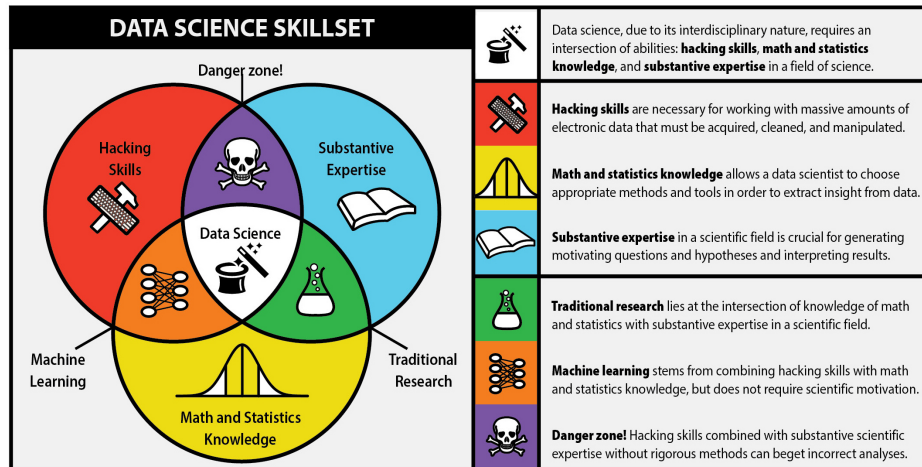 DATA SCIENCE SKILLSET
Danger zone!
Hacking
Skills
Substantive
Expertise
Data Science
Machine
Learning
Traditional
Research
Math and Statistics
Knowledge
Data science, due to its interdisciplinary nature, requires an
intersection of abilities: hacking skills, math and statistics
knowledge, and substantive expertise in a field of science.
Hacking skills are necessary for working with massive amounts of
electronic data that must be acquired, cleaned, and manipulated.
Math and statistics knowledge allows a data scientist to choose
appropriate methods and tools in order to extract insight from data.
Substantive expertise in a scientific field is crucial for generating
motivating questions and hypotheses and interpreting results.
Traditional research lies at the intersection of knowledge of math
and statistics with substantive expertise in a scientific field.
Machine learning stems from combining hacking skills with math
and statistics knowledge, but does not require scientific motivation.
Danger zone! Hacking skills combined with substantive scientific
expertise without rigorous methods can beget incorrect analyses.